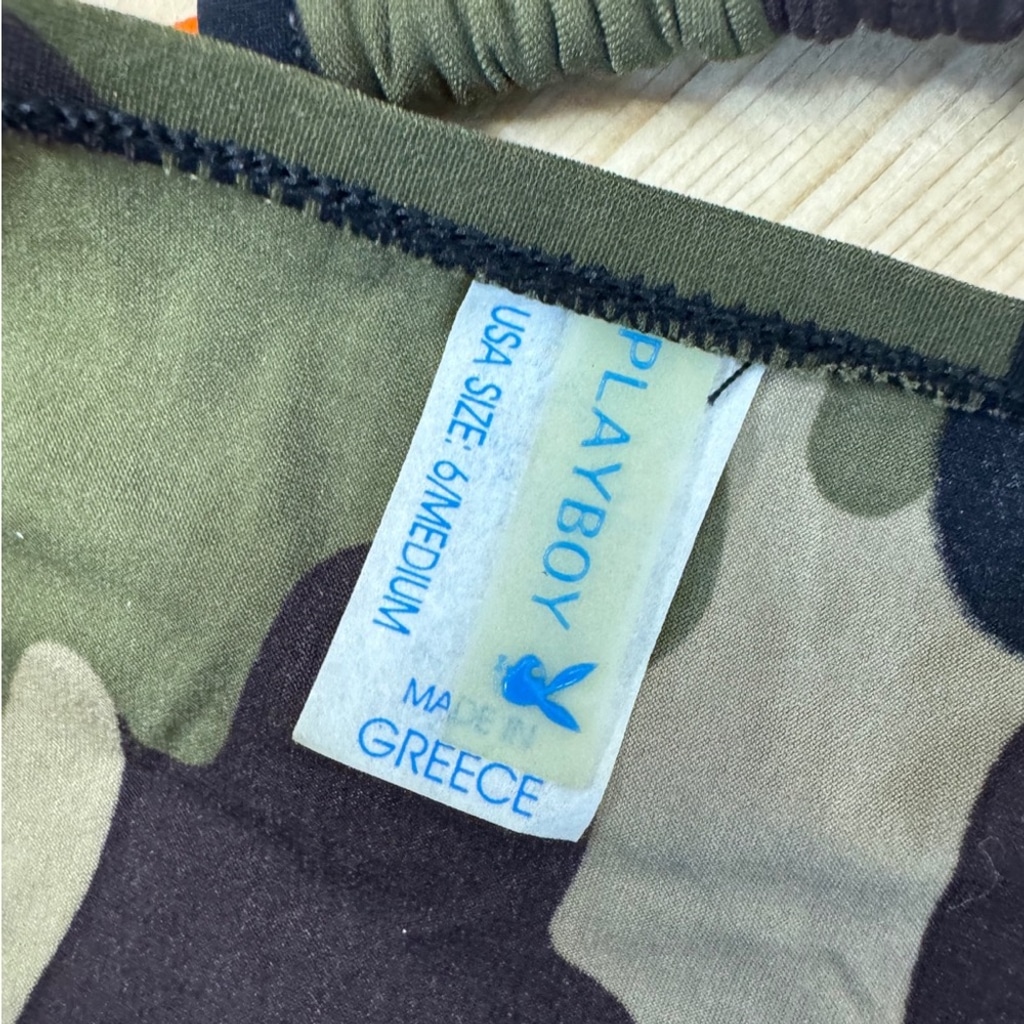 PLAYBOY
USA SIZE: 6/MEDIUM
MADE IN
GREECE